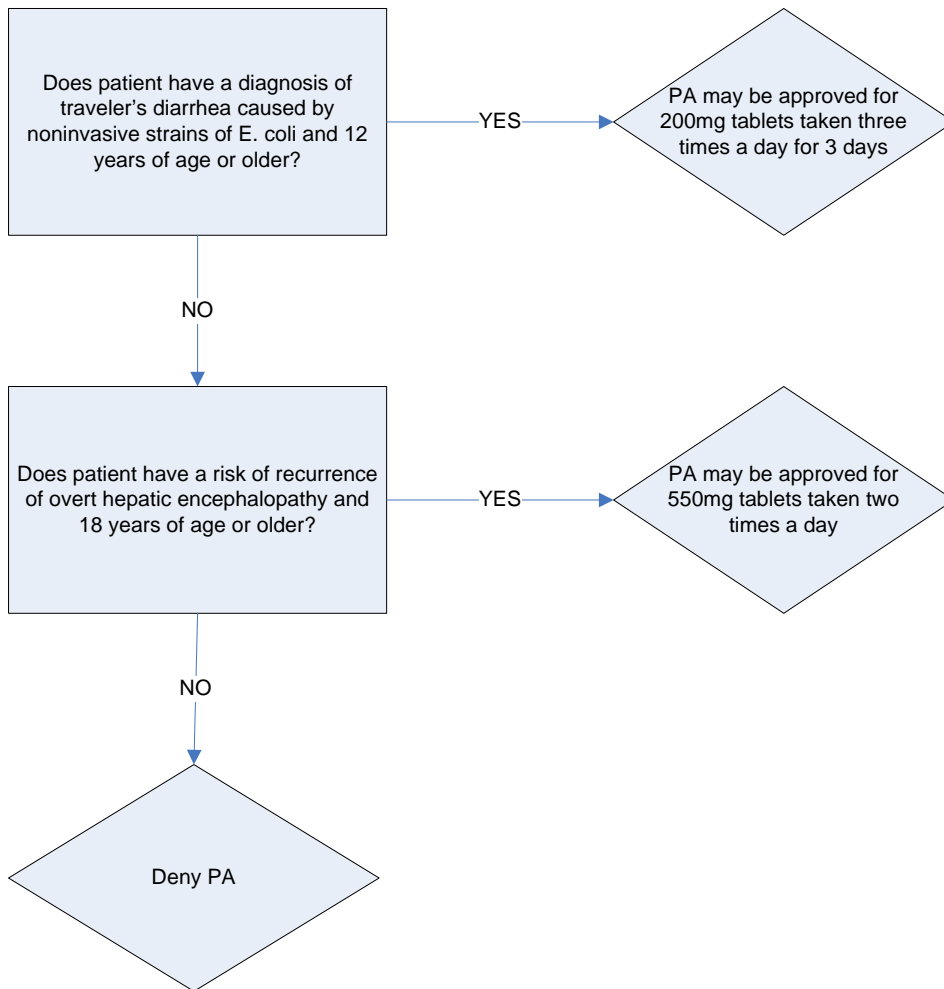 Does patient have a diagnosis of
traveler's diarrhea caused by
noninvasive strains of E. coli and 12
years of age or older?
YES
PA may be approved for
200mg tablets taken three
times a day for 3 days
NO
Does patient have a risk of recurrence
of overt hepatic encephalopathy and
18 years of age or older?
YES
PA may be approved for
550mg tablets taken two
times a day
NO
Deny PA